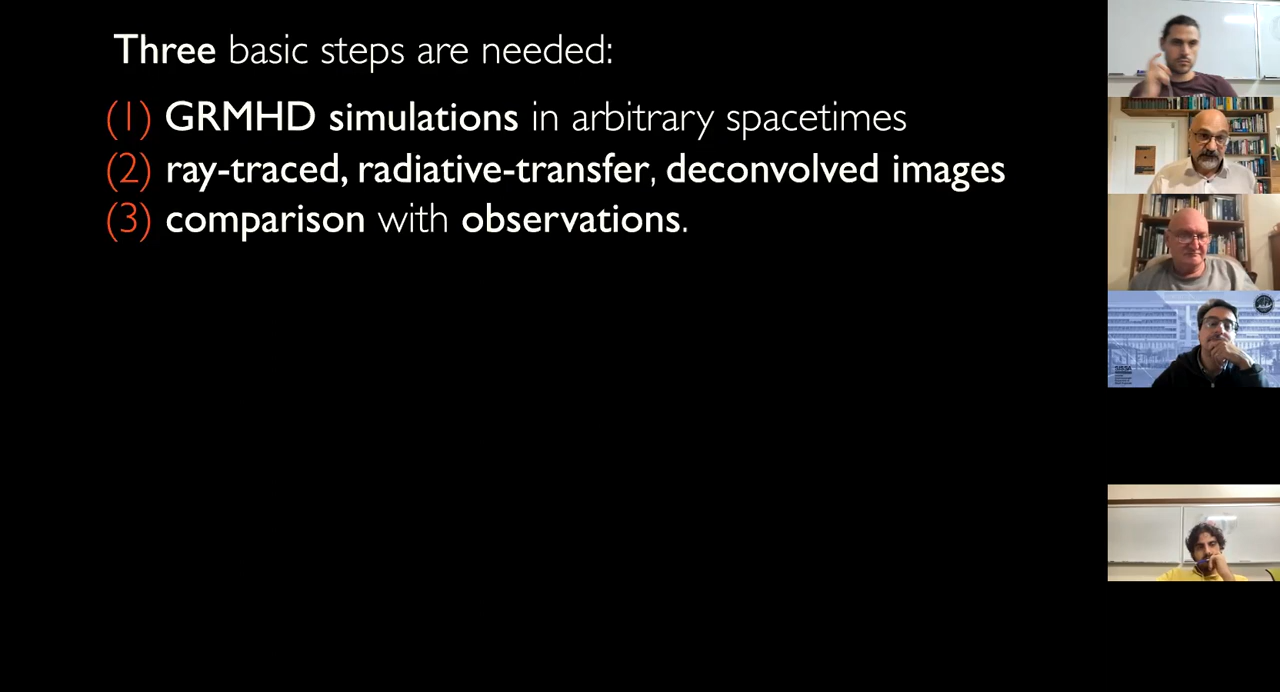 Three basic steps are needed:
(1) GRMHD simulations in arbitrary spacetimes
(2) ray-traced, radiative-transfer, deconvolved images
(3) comparison with observations.
SISSA